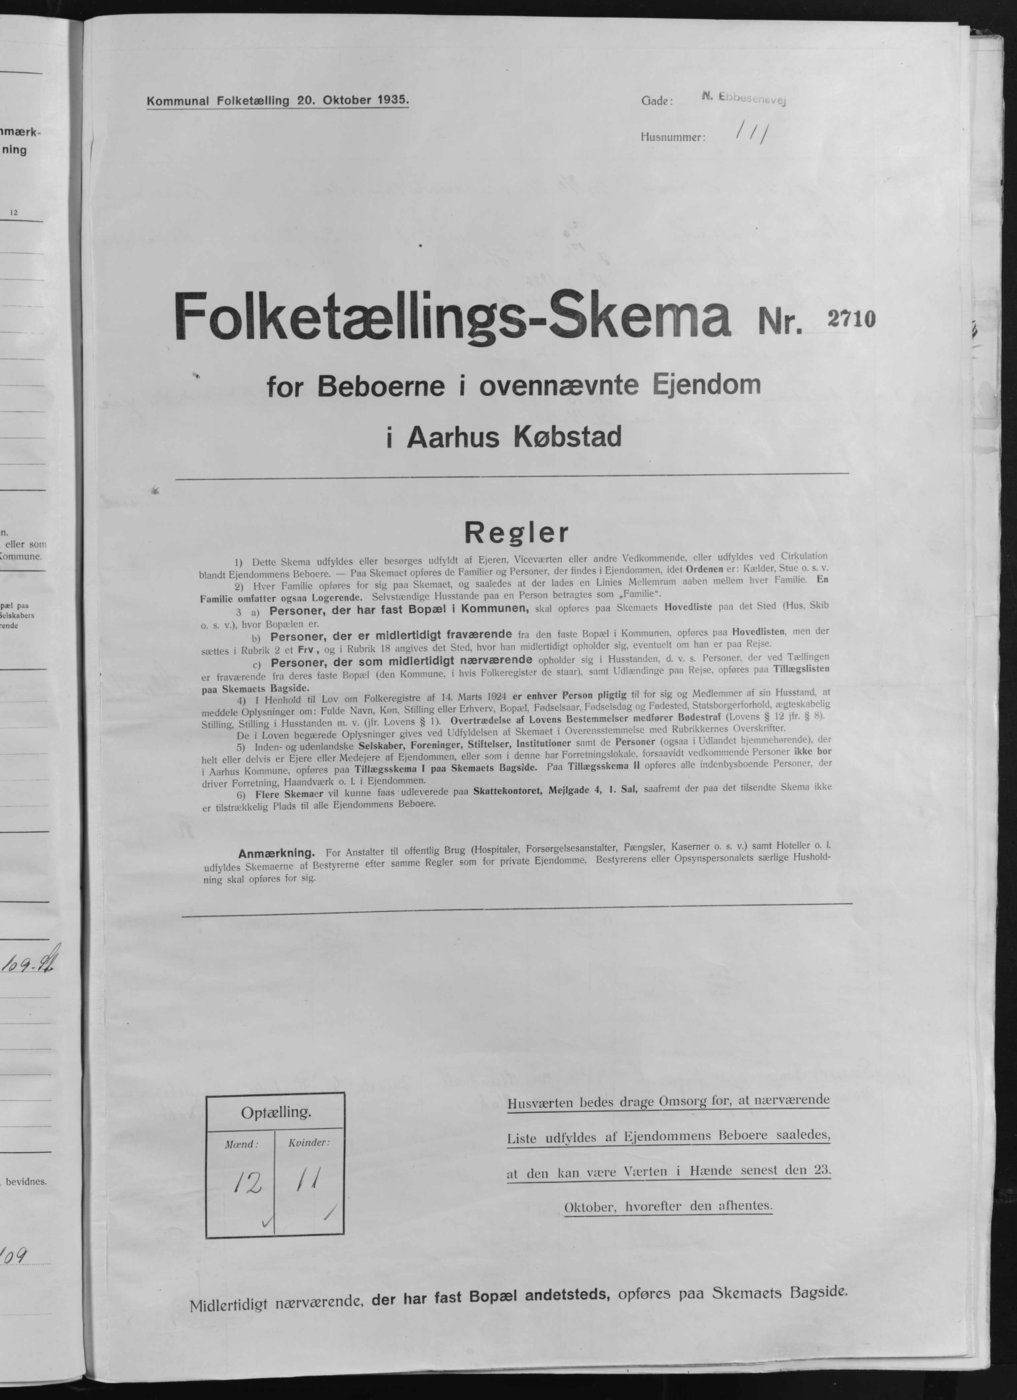 Kommunal Folketælling 20. Oktober 1935.
Gade: N. Ebbesensvej
Husnummer: 111
Folketællings-Skema Nr. 2710
for Beboerne i ovennævnte Ejendom
i Aarhus Købstad
Regler
1) Dette Skema udfyldes eller besørges udfyldt af Ejeren, Viceværten eller andre Vedkommende, eller udfyldes ved Cirkulation
blandt Ejendommens Beboere. — Paa Skemaet opføres de Familier og Personer, der findes i Ejendommen, idet Ordenen er: Kælder, Stue o. s. v.
2) Hver Familie opføres for sig paa Skemaet, og saaledes at der lades en Linies Mellemrum aaben mellem hver Familie. En
Familie omfatter ogsaa Logerende. Selvstændige Husstande paa en Person betragtes som „Familie".
3 a) Personer, der har fast Bopæl i Kommunen, skal opføres paa Skemaets Hovedliste paa det Sted (Hus, Skib
o. s. v.), hvor Bopælen er.
b) Personer, der er midlertidigt fraværende fra den faste Bopæl i Kommunen, opføres paa Hovedlisten, men der
sættes i Rubrik 2 et Frv., og i Rubrik 18 angives det Sted, hvor han midlertidigt opholder sig, eventuelt om han er paa Rejse.
c) Personer, der som midlertidigt nærværende opholder sig i Husstanden, d. v. s. Personer, der ved Tællingen
er fraværende fra deres faste Bopæl (den Kommune, i hvis Folkeregister de staar), samt Udlændinge paa Rejse, opføres paa Tillægslisten
paa Skemaets Bagside.
4) I Henhold til Lov om Folkeregistre af 14. Marts 1924 er enhver Person pligtig til for sig og Medlemmer af sin Husstand, at
meddele Oplysninger om: Fulde Navn, Køn, Stilling eller Erhverv, Bopæl, Fødselsaar, Fødselsdag og Fødested, Statsborgerforhold, ægteskabelig
Stilling, Stilling i Husstanden m. v. (jfr. Lovens § 1). Overtrædelse af Lovens Bestemmelser medfører Bødestraf (Lovens § 12 jfr. § 8).
De i Loven begærede Oplysninger gives ved Udfyldelsen af Skemaet i Overensstemmelse med Rubrikkernes Overskrifter.
5) Inden- og udenlandske Selskaber, Foreninger, Stiftelser, Institutioner samt de Personer (ogsaa i Udlandet hjemmehørende), der
helt eller delvis er Ejere eller Medejere af Ejendommen, eller som i denne har Forretningslokale, forsaavidt vedkommende Personer ikke bor
i Aarhus Kommune, opføres paa Tillægsskema I paa Skemaets Bagside. Paa Tillægsskema II opføres alle indenbysboende Personer, der
driver Forretning, Haandværk o. l. i Ejendommen.
6) Flere Skemaer vil kunne faas udleverede paa Skattekontoret, Mejlgade 4, 1. Sal, saafremt der paa det tilsendte Skema ikke
er tilstrækkelig Plads til alle Ejendommens Beboere.
Anmærkning. For Anstalter til offentlig Brug (Hospitaler, Forsørgelsesanstalter, Fængsler, Kaserner o. s. v.) samt Hoteller o. l.
udfyldes Skemaerne af Bestyrerne efter samme Regler som for private Ejendomme. Bestyrerens eller Opsynspersonalets særlige Hushold-
ning skal opføres for sig.
Optælling.
Mænd: Kvinder:
12 11
Husværten bedes drage Omsorg for, at nærværende
Liste udfyldes af Ejendommens Beboere saaledes,
at den kan være Værten i Hænde senest den 23.
Oktober, hvorefter den afhentes.
Midlertidigt nærværende, der har fast Bopæl andetsteds, opføres paa Skemaets Bagside.
mærk-
ning
12
n.
eller som
Kommune.
pæl paa
Selskabers
rende
109.
bevidnes.
109